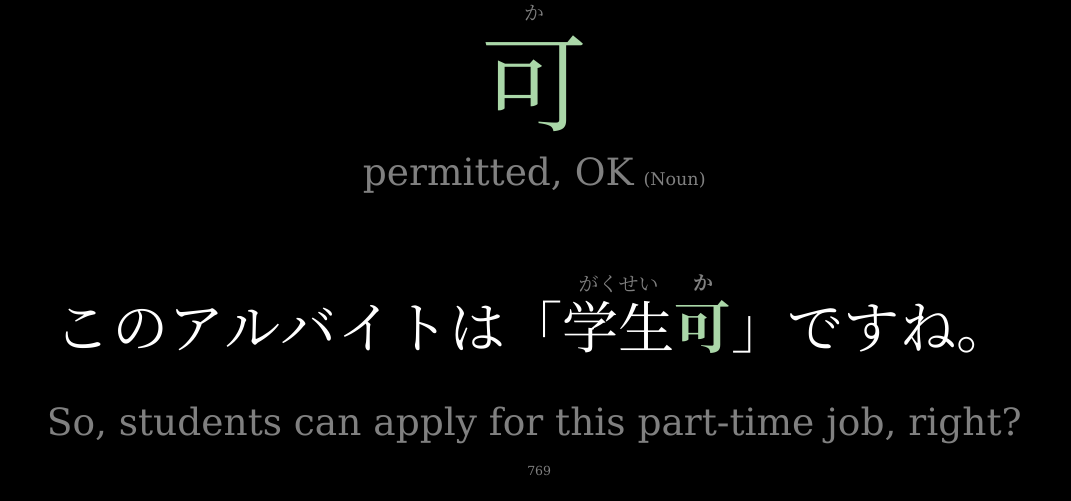 か
可
permitted, OK (Noun)
がくせい か
このアルバイトは「学生可」ですね。
So, students can apply for this part-time job, right?
769